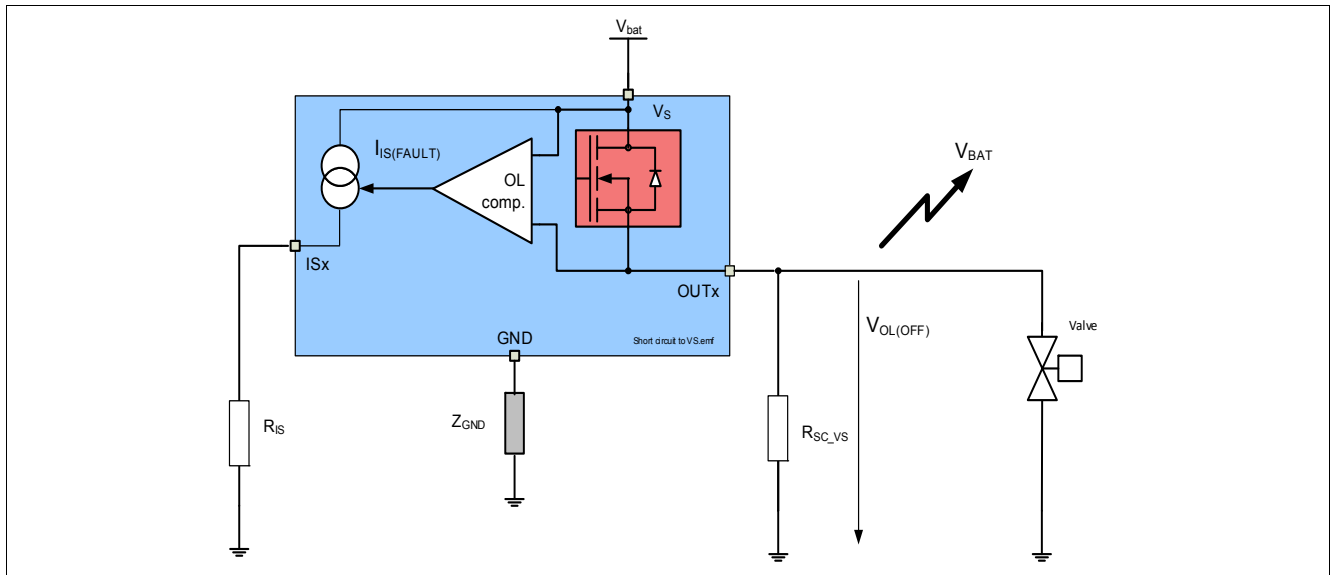 Vbat
VS
IIS(FAULT)
OL
comp.
VBAT
ISx
OUTx
VOL(OFF)
Valve
GND
Short circuit to VS.emf
RIS
ZGND
RSC_VS